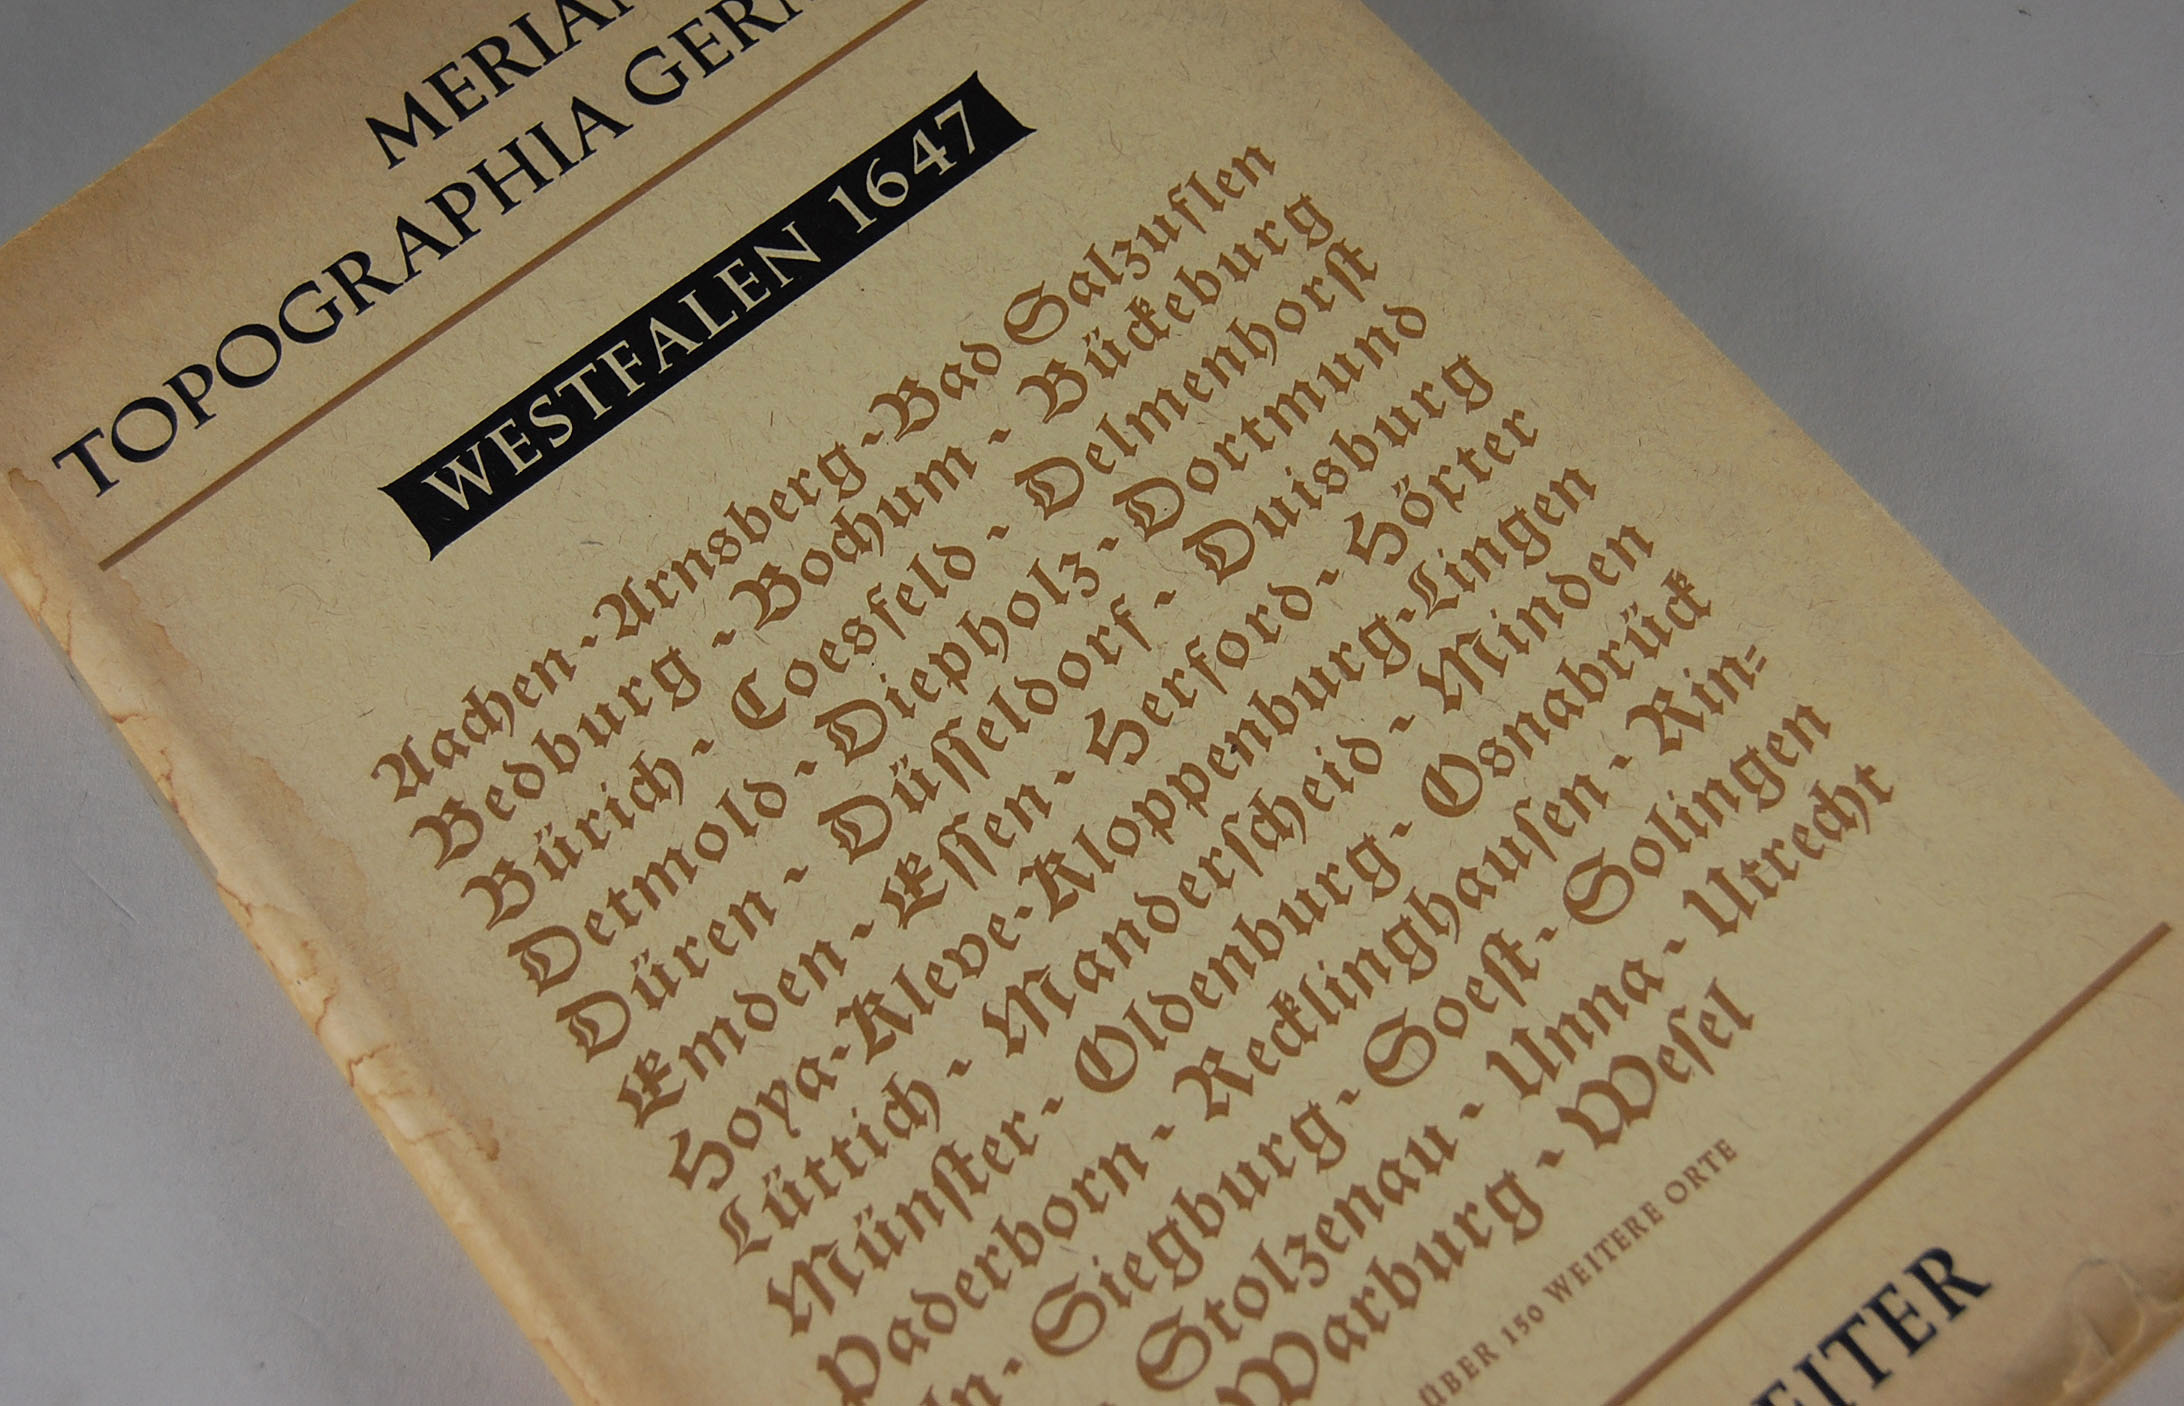 MERIAN
TOPOGRAPHIA GERM
WESTFALEN 1647
Aachen - Arnsberg - Bad Salzuflen
Bedburg - Bochum - Bückeburg
Bürich - Coesfeld - Delmenhorst
Detmold - Diepholz - Dortmund
Düren - Düsseldorf - Duisburg
Emden - Essen - Herford - Höxter
Hoya - Kleve - Kloppenburg - Lingen
Lüttich - Manderscheid - Minden
Münster - Oldenburg - Osnabrück
Paderborn - Recklinghausen - Rin=
ln - Siegburg - Soest - Solingen
Stolzenau - Unna - Utrecht
Warburg - Wesel
ÜBER 150 WEITERE ORTE
EITER